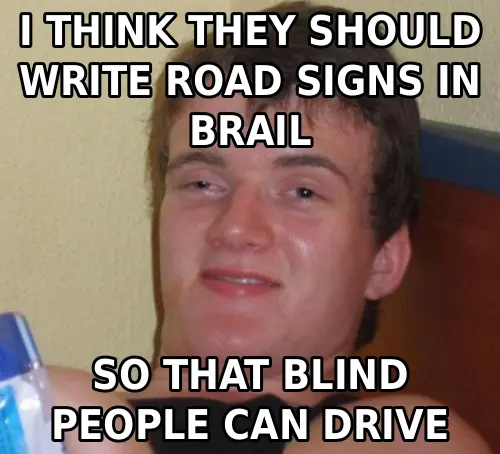 I THINK THEY SHOULD
WRITE ROAD SIGNS IN
BRAIL
SO THAT BLIND
PEOPLE CAN DRIVE